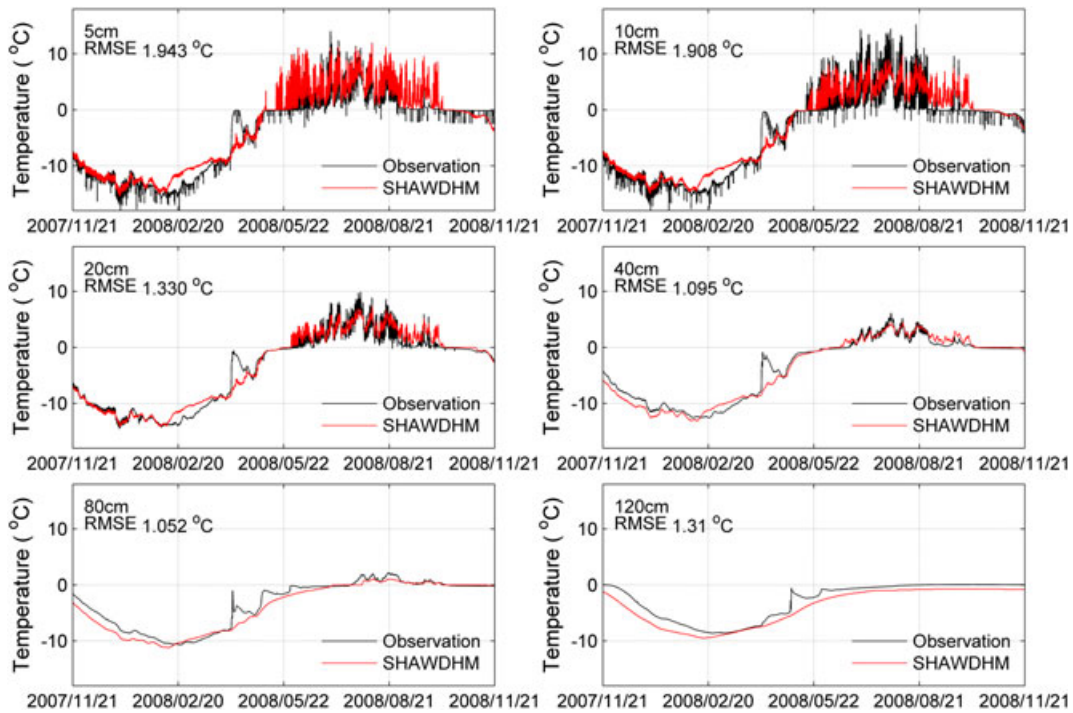 5cm
RMSE 1.943 °C
Temperature ( °C)
10
0
-10
Observation
SHAWDHM
2007/11/21 2008/02/20 2008/05/22 2008/08/21 2008/11/21
10cm
RMSE 1.908 °C
Temperature ( °C)
10
0
-10
Observation
SHAWDHM
2007/11/21 2008/02/20 2008/05/22 2008/08/21 2008/11/21
20cm
RMSE 1.330 °C
Temperature ( °C)
10
0
-10
Observation
SHAWDHM
2007/11/21 2008/02/20 2008/05/22 2008/08/21 2008/11/21
40cm
RMSE 1.095 °C
Temperature ( °C)
10
0
-10
Observation
SHAWDHM
2007/11/21 2008/02/20 2008/05/22 2008/08/21 2008/11/21
80cm
RMSE 1.052 °C
Temperature ( °C)
10
0
-10
Observation
SHAWDHM
2007/11/21 2008/02/20 2008/05/22 2008/08/21 2008/11/21
120cm
RMSE 1.31 °C
Temperature ( °C)
10
0
-10
Observation
SHAWDHM
2007/11/21 2008/02/20 2008/05/22 2008/08/21 2008/11/21